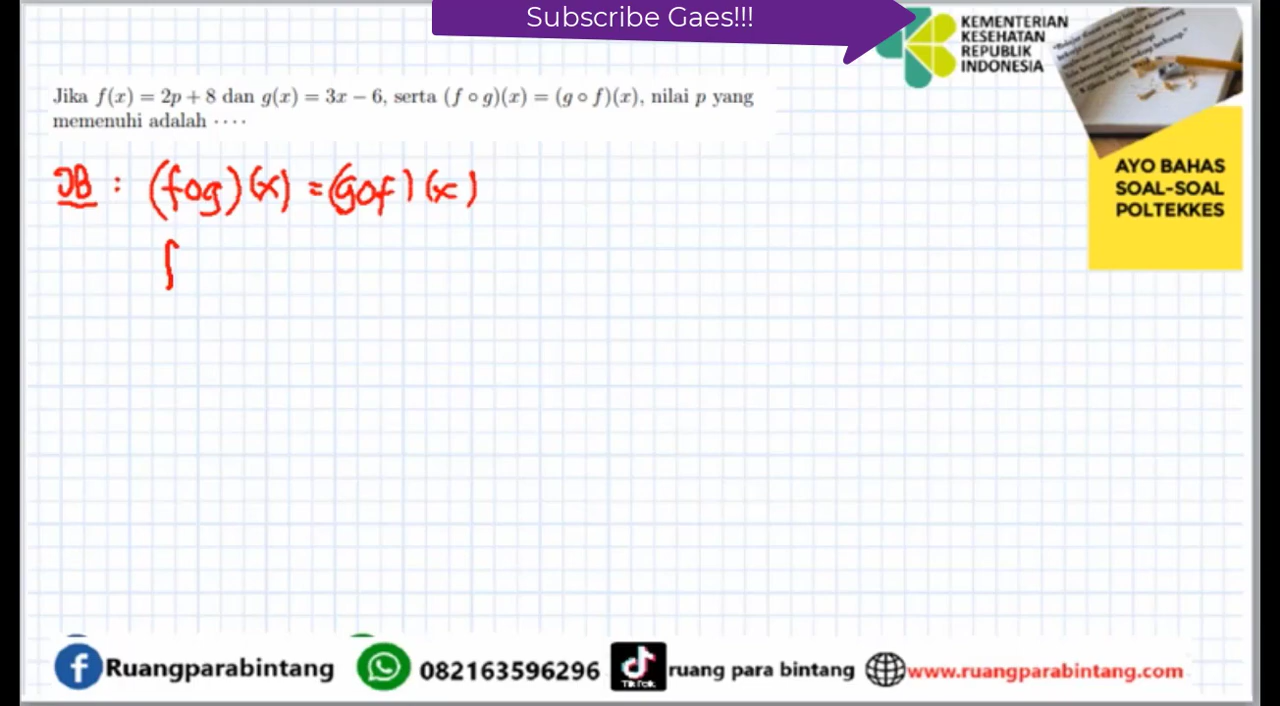 Subscribe Gaes!!!
KEMENTERIAN
KESEHATAN
REPUBLIK
INDONESIA
Jika f(x) = 2p + 8 dan g(x) = 3x − 6, serta (f ∘ g)(x) = (g ∘ f)(x), nilai p yang
memenuhi adalah ····
JB : (fog)(x) = (gof)(x)
AYO BAHAS
SOAL-SOAL
POLTEKKES
Ruangparabintang
082163596296
TikTok
ruang para bintang
www.ruangparabintang.com